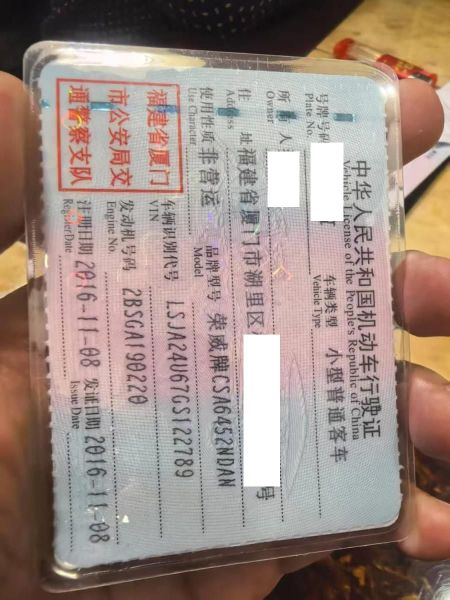 中华人民共和国机动车行驶证
Vehicle License of the People's Republic of China
号牌号码
Plate No.
车辆类型 小型普通客车
Vehicle Type
所有人
Owner
住址 福建省厦门市湖里区
号
Address
使用性质 非营运
Use Character
品牌型号 荣威牌CSA6452NDAN
Model
福建省厦门
市公安局交
通警察支队
车辆识别代号 LSJA24U67GS122789
VIN
发动机号码 2BSGA190220
Engine No.
注册日期 2016-11-08
Register Date
发证日期 2016-11-08
Issue Date